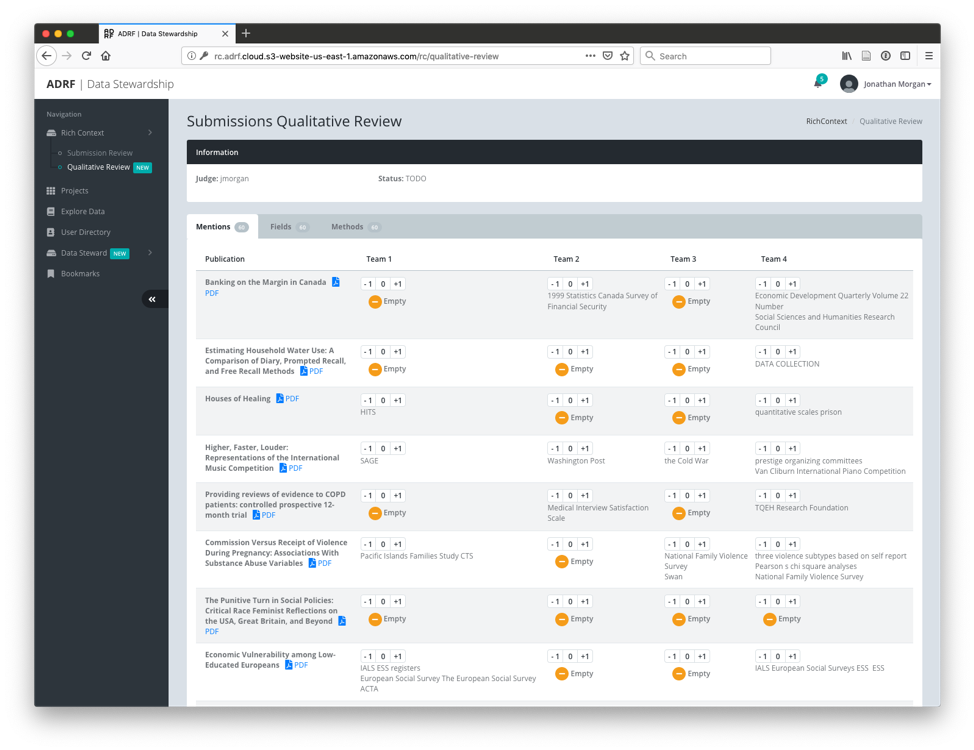 ADRF | Data Stewardship
rc.adrf.cloud.s3-website-us-east-1.amazonaws.com/rc/qualitative-review
Search
ADRF | Data Stewardship
5
Jonathan Morgan
Navigation
Rich Context
Submission Review
Qualitative Review NEW
Projects
Explore Data
User Directory
Data Steward NEW
Bookmarks
Submissions Qualitative Review
RichContext / Qualitative Review
Information
Judge: jmorgan
Status: TODO
Mentions
Fields
Methods
Publication Team 1 Team 2 Team 3 Team 4
Banking on the Margin in Canada
PDF
-1 0 +1
Empty
-1 0 +1
1999 Statistics Canada Survey of
Financial Security
-1 0 +1
Empty
-1 0 +1
Economic Development Quarterly Volume 22
Number
Social Sciences and Humanities Research
Council
Estimating Household Water Use: A
Comparison of Diary, Prompted Recall,
and Free Recall Methods PDF
-1 0 +1
Empty
-1 0 +1
Empty
-1 0 +1
Empty
-1 0 +1
DATA COLLECTION
Houses of Healing PDF
-1 0 +1
HITS
-1 0 +1
Empty
-1 0 +1
Empty
-1 0 +1
quantitative scales prison
Higher, Faster, Louder:
Representations of the International
Music Competition PDF
-1 0 +1
SAGE
-1 0 +1
Washington Post
-1 0 +1
the Cold War
-1 0 +1
prestige organizing committees
Van Cliburn International Piano Competition
Providing reviews of evidence to COPD
patients: controlled prospective 12-
month trial PDF
-1 0 +1
Empty
-1 0 +1
Medical Interview Satisfaction
Scale
-1 0 +1
Empty
-1 0 +1
TQEH Research Foundation
Commission Versus Receipt of Violence
During Pregnancy: Associations With
Substance Abuse Variables PDF
-1 0 +1
Pacific Islands Families Study CTS
-1 0 +1
Empty
-1 0 +1
National Family Violence
Survey
Swan
-1 0 +1
three violence subtypes based on self report
Pearson s chi square analyses
National Family Violence Survey
The Punitive Turn in Social Policies:
Critical Race Feminist Reflections on
the USA, Great Britain, and Beyond
PDF
-1 0 +1
Empty
-1 0 +1
Empty
-1 0 +1
Empty
-1 0 +1
Empty
Economic Vulnerability among Low-
Educated Europeans PDF
-1 0 +1
IALS ESS registers
European Social Survey The European Social Survey
ACTA
-1 0 +1
Empty
-1 0 +1
Empty
-1 0 +1
IALS European Social Surveys ESS ESS